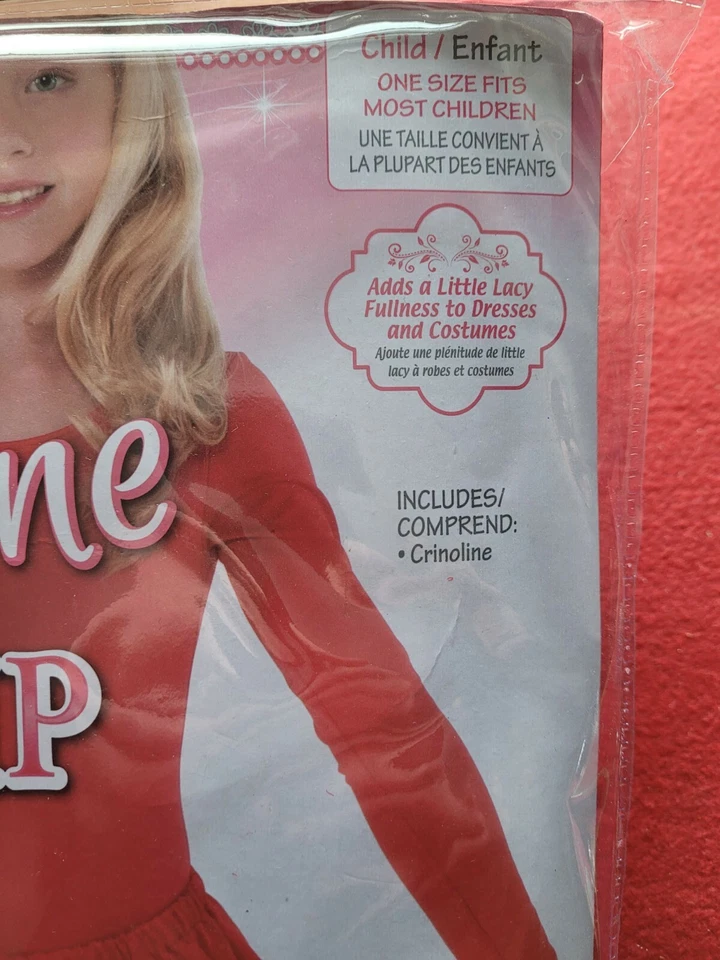 Child / Enfant
ONE SIZE FITS
MOST CHILDREN
UNE TAILLE CONVIENT À
LA PLUPART DES ENFANTS
Adds a Little Lacy
Fullness to Dresses
and Costumes
Ajoute une plénitude de little
lacy à robes et costumes
ne
INCLUDES/
COMPREND:
• Crinoline
IP